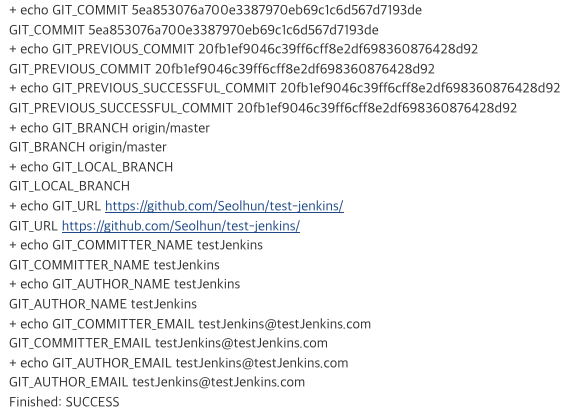 + echo GIT_COMMIT 5ea853076a700e3387970eb69c1c6d567d7193de
GIT_COMMIT 5ea853076a700e3387970eb69c1c6d567d7193de
+ echo GIT_PREVIOUS_COMMIT 20fb1ef9046c39ff6cff8e2df698360876428d92
GIT_PREVIOUS_COMMIT 20fb1ef9046c39ff6cff8e2df698360876428d92
+ echo GIT_PREVIOUS_SUCCESSFUL_COMMIT 20fb1ef9046c39ff6cff8e2df698360876428d92
GIT_PREVIOUS_SUCCESSFUL_COMMIT 20fb1ef9046c39ff6cff8e2df698360876428d92
+ echo GIT_BRANCH origin/master
GIT_BRANCH origin/master
+ echo GIT_LOCAL_BRANCH
GIT_LOCAL_BRANCH
+ echo GIT_URL https://github.com/Seolhun/test-jenkins/
GIT_URL https://github.com/Seolhun/test-jenkins/
+ echo GIT_COMMITTER_NAME testJenkins
GIT_COMMITTER_NAME testJenkins
+ echo GIT_AUTHOR_NAME testJenkins
GIT_AUTHOR_NAME testJenkins
+ echo GIT_COMMITTER_EMAIL testJenkins@testJenkins.com
GIT_COMMITTER_EMAIL testJenkins@testJenkins.com
+ echo GIT_AUTHOR_EMAIL testJenkins@testJenkins.com
GIT_AUTHOR_EMAIL testJenkins@testJenkins.com
Finished: SUCCESS